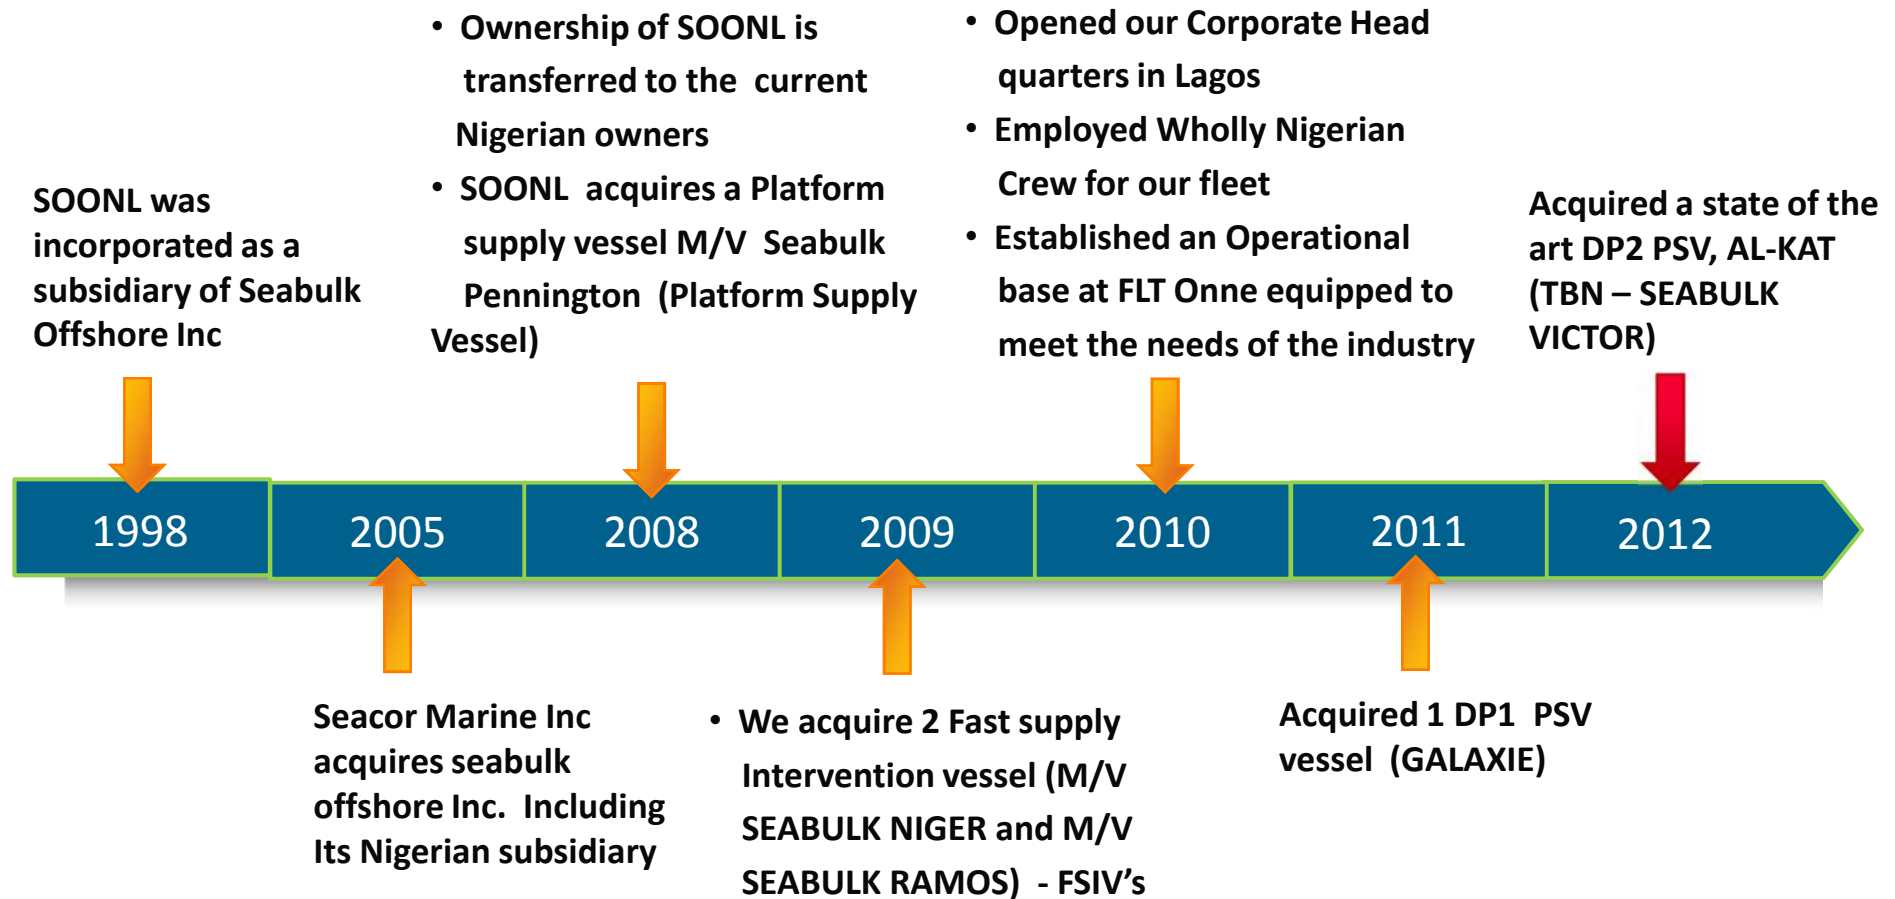 SOONL was
incorporated as a
subsidiary of Seabulk
Offshore Inc
• Ownership of SOONL is
transferred to the current
Nigerian owners
• SOONL acquires a Platform
supply vessel M/V Seabulk
Pennington (Platform Supply
Vessel)
• Opened our Corporate Head
quarters in Lagos
• Employed Wholly Nigerian
Crew for our fleet
• Established an Operational
base at FLT Onne equipped to
meet the needs of the industry
Acquired a state of the
art DP2 PSV, AL-KAT
(TBN – SEABULK
VICTOR)
1998
2005
2008
2009
2010
2011
2012
Seacor Marine Inc
acquires seabulk
offshore Inc. Including
Its Nigerian subsidiary
• We acquire 2 Fast supply
Intervention vessel (M/V
SEABULK NIGER and M/V
SEABULK RAMOS) - FSIV's
Acquired 1 DP1 PSV
vessel (GALAXIE)